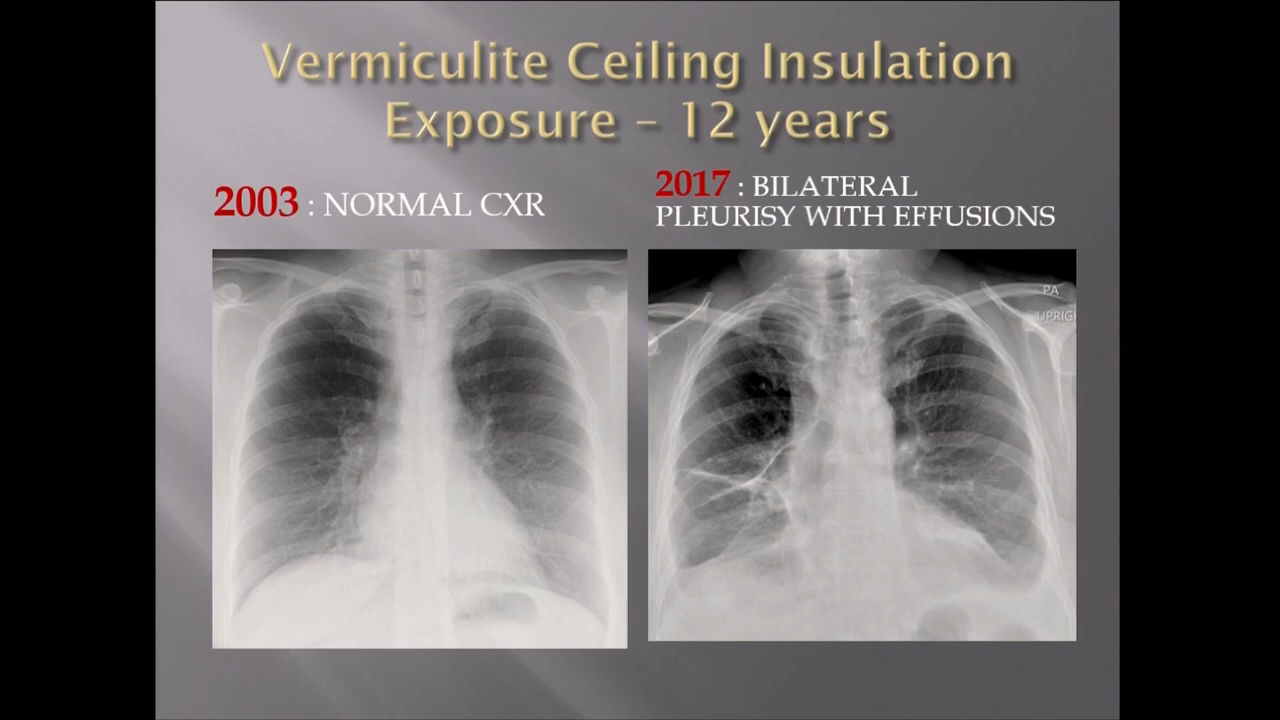 Vermiculite Ceiling Insulation
Exposure – 12 years
2003 : NORMAL CXR
2017 : BILATERAL
PLEURISY WITH EFFUSIONS
PA